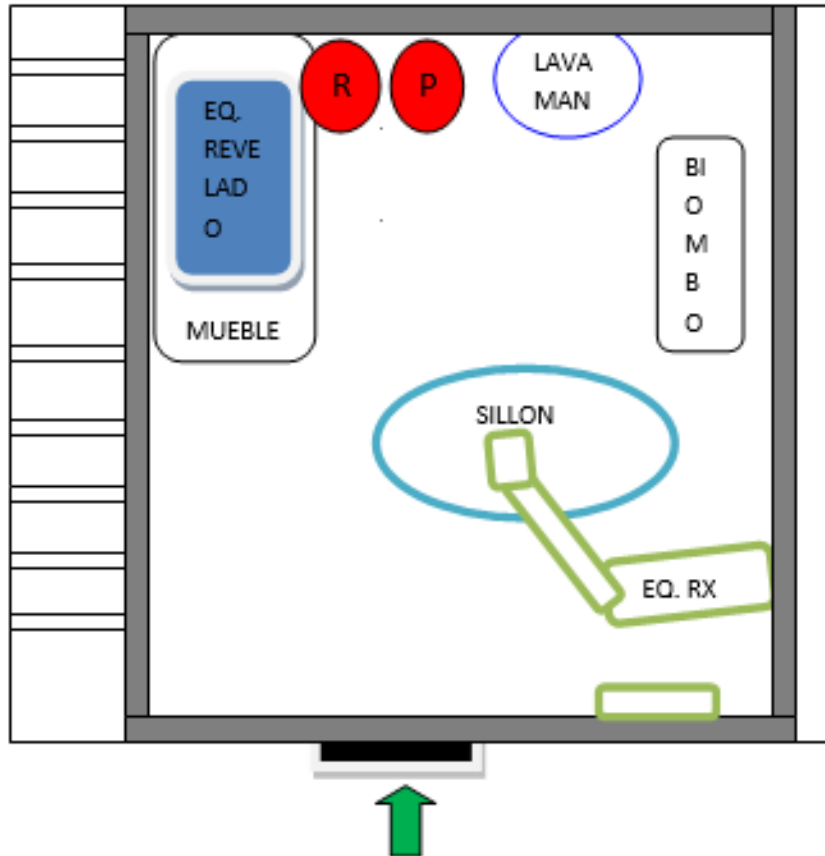 EQ.
REVE
LAD
O
MUEBLE
R
P
LAVA
MAN
BI
O
M
B
O
SILLON
EQ. RX